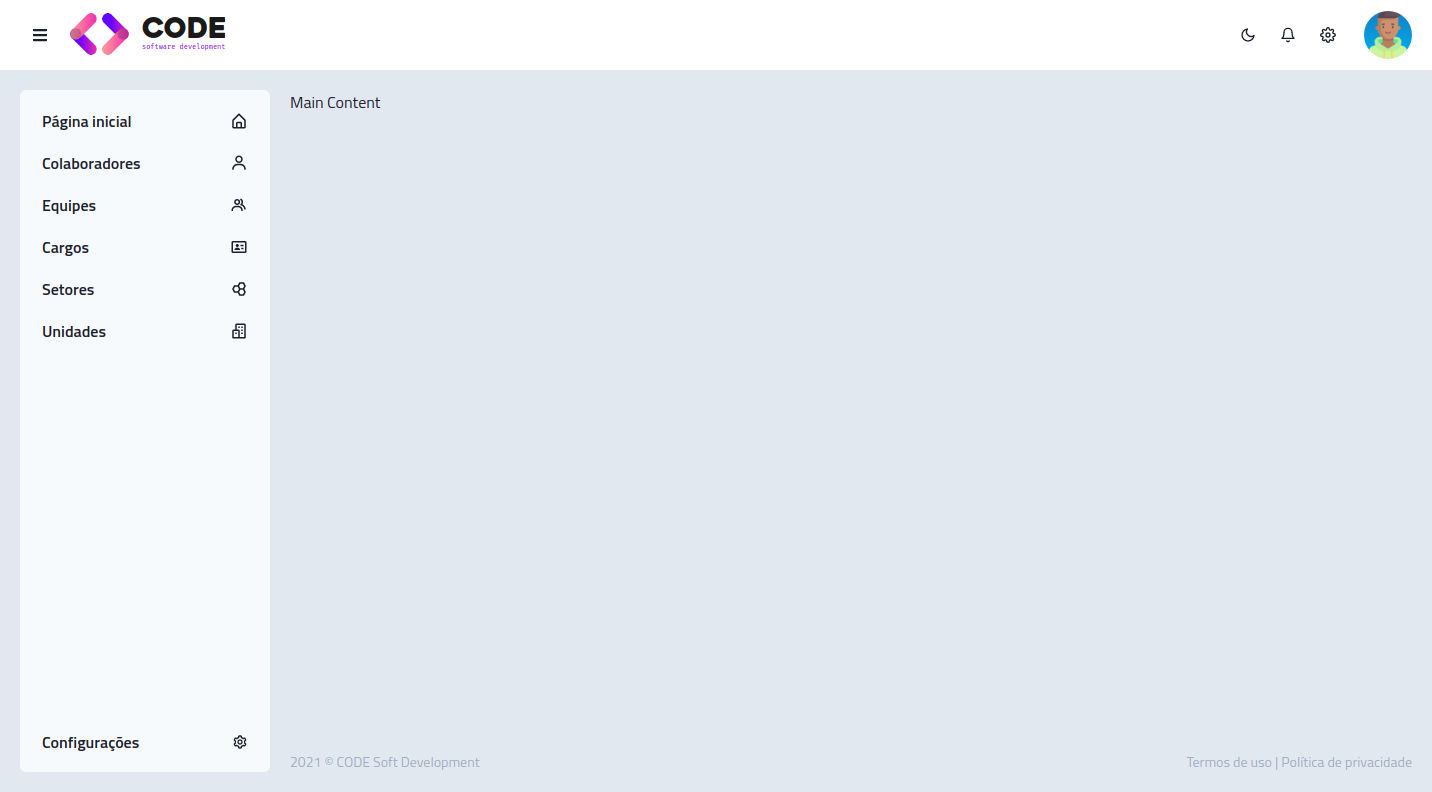 CODE
software development
Main Content
Página inicial
Colaboradores
Equipes
Cargos
Setores
Unidades
Configurações
2021 © CODE Soft Development
Termos de uso | Política de privacidade